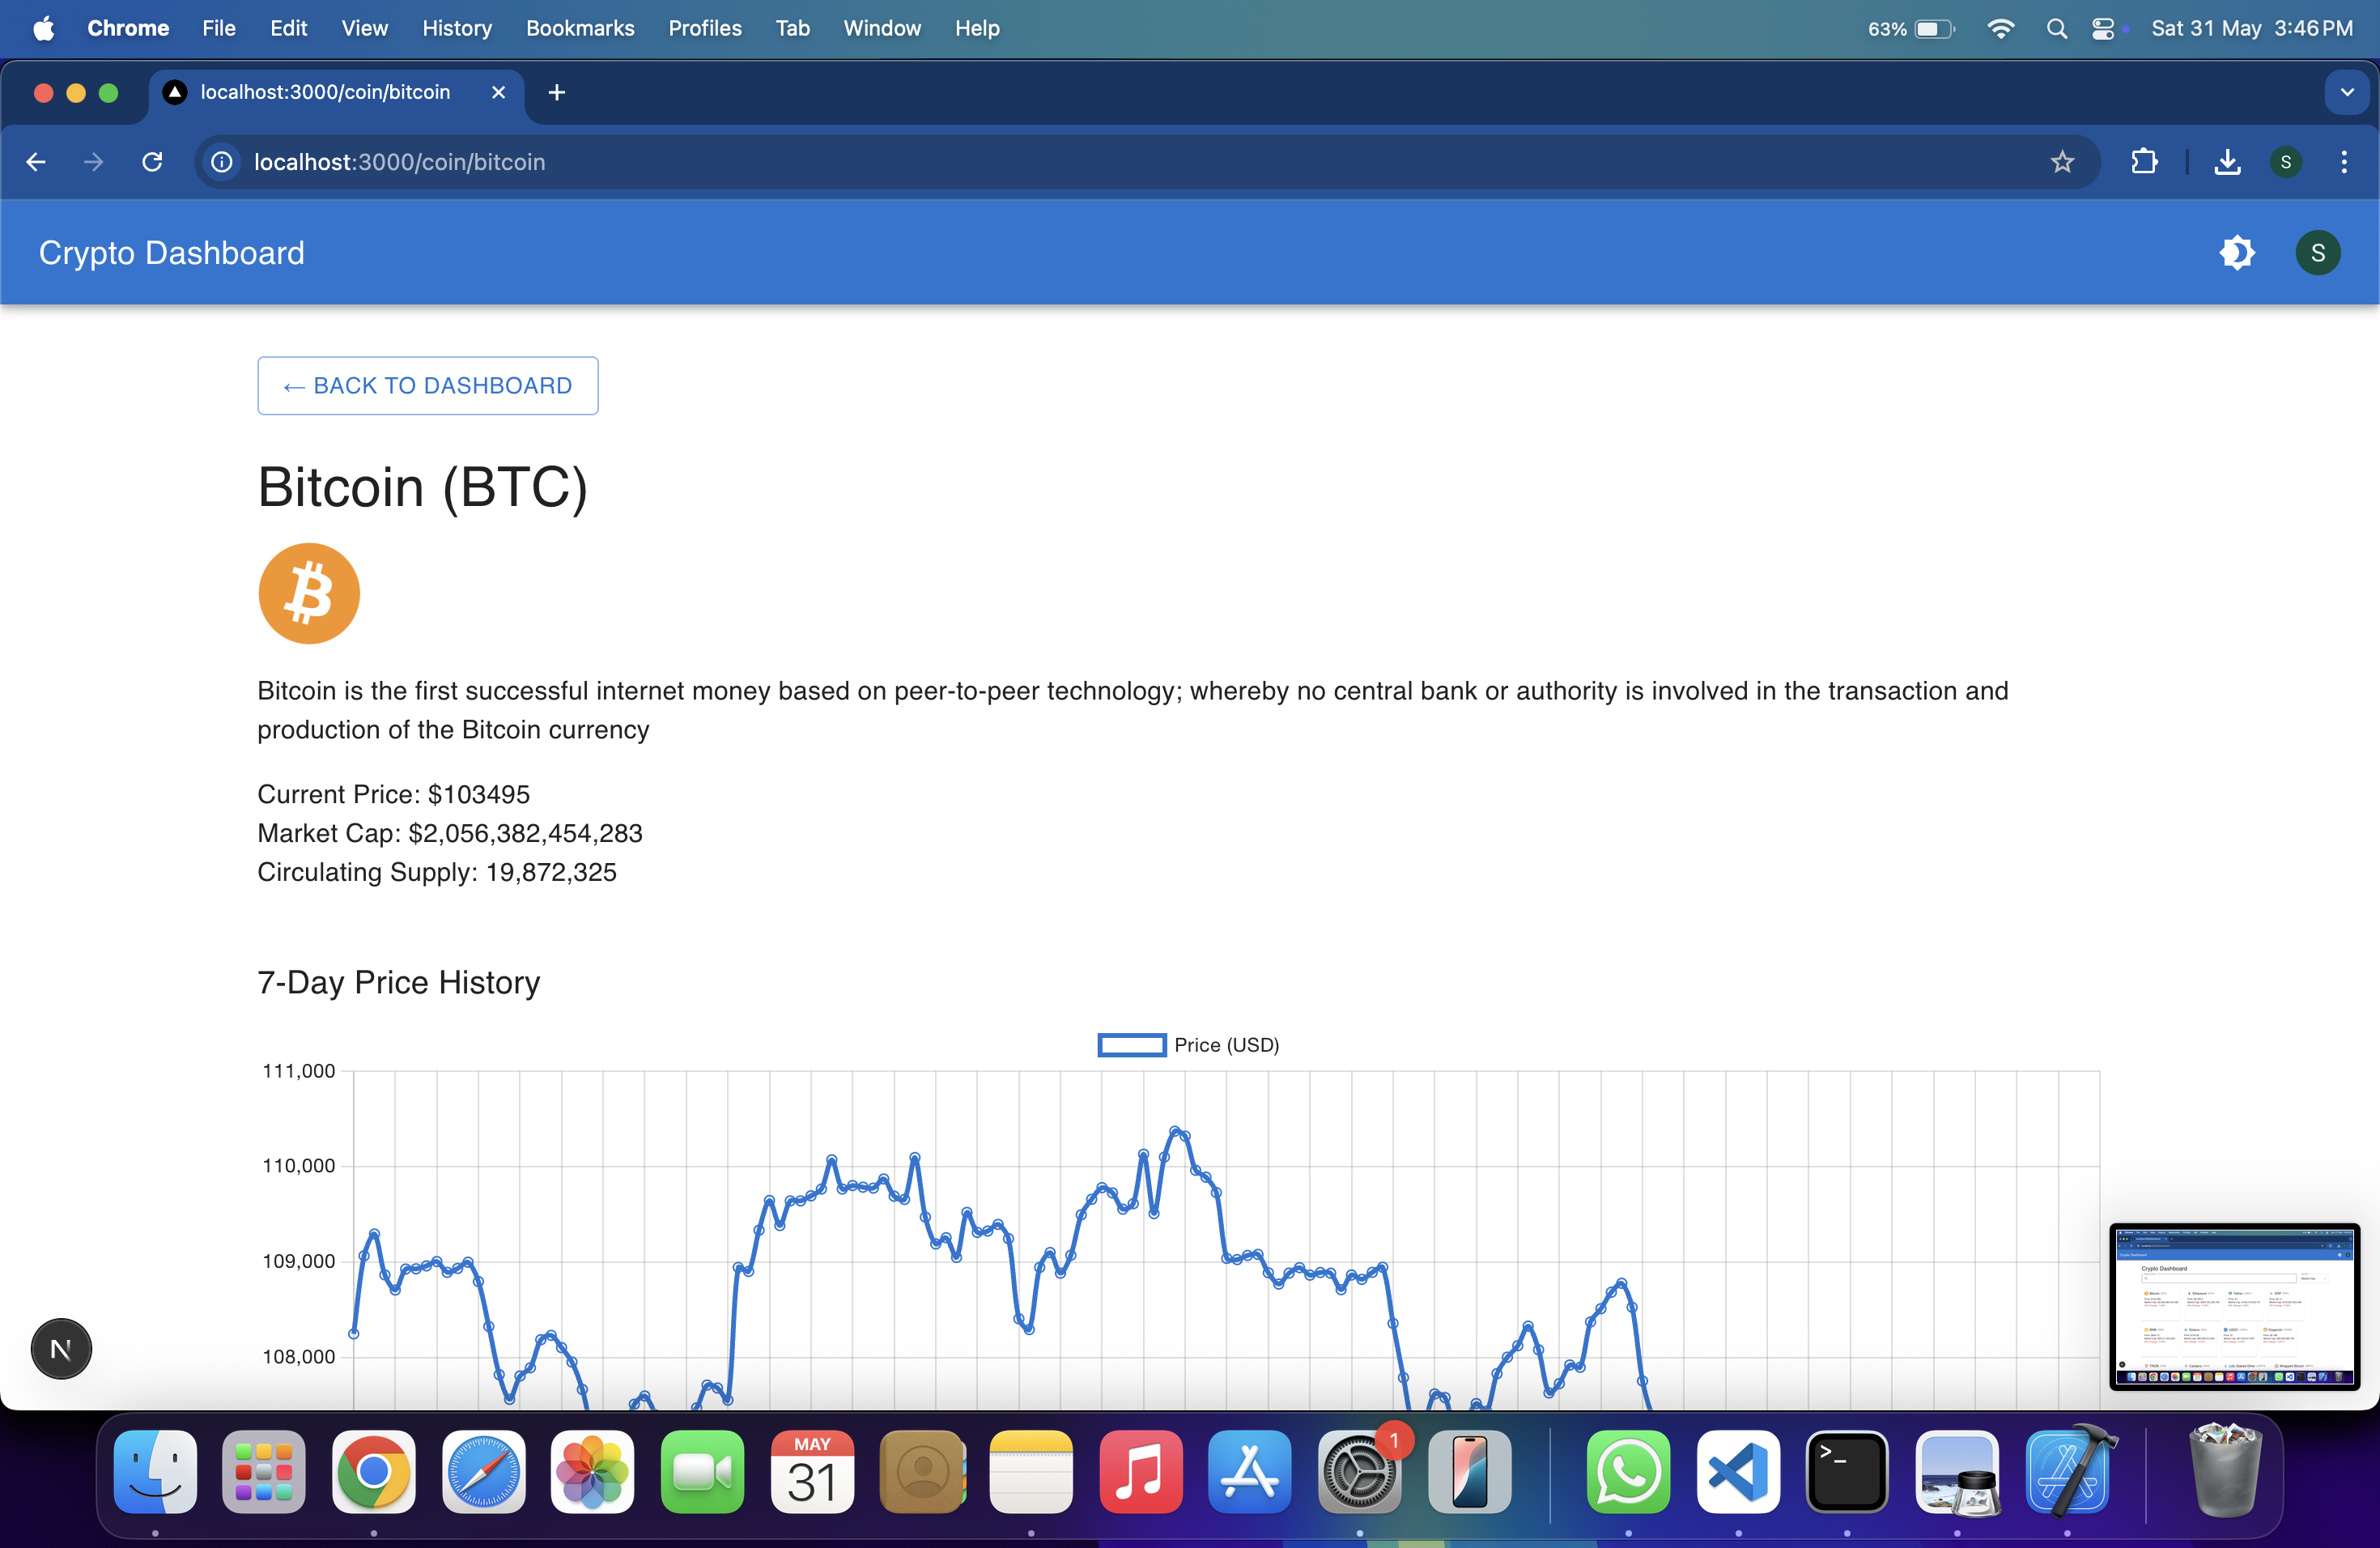 Chrome File Edit View History Bookmarks Profiles Tab Window Help 63% Sat 31 May 3:46 PM
localhost:3000/coin/bitcoin
localhost:3000/coin/bitcoin S
Crypto Dashboard S
← BACK TO DASHBOARD
Bitcoin (BTC)
Bitcoin is the first successful internet money based on peer-to-peer technology; whereby no central bank or authority is involved in the transaction and
production of the Bitcoin currency
Current Price: $103495
Market Cap: $2,056,382,454,283
Circulating Supply: 19,872,325
7-Day Price History
Price (USD)
111,000
110,000
109,000
108,000
Crypto Dashboard
N
MAY
31
1
>_